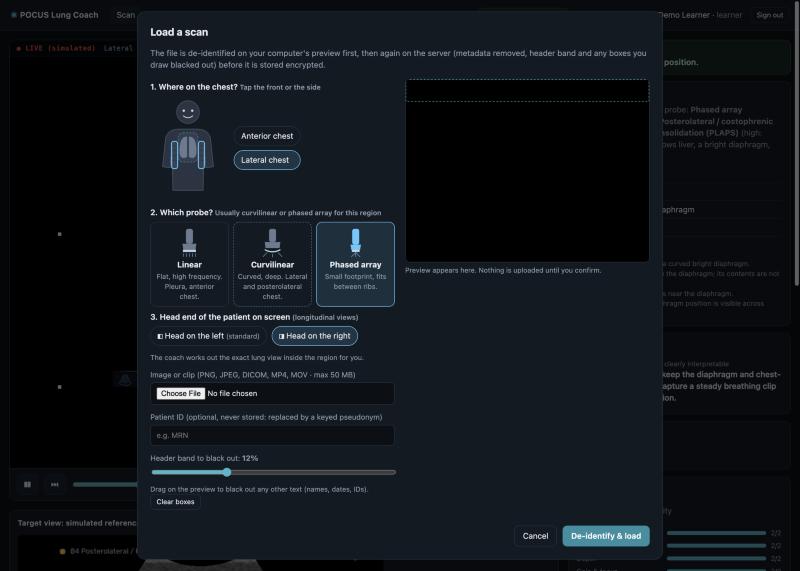 POCUS Lung Coach
Scan
Demo Learner · learner
Sign out
LIVE (simulated) Lateral
Load a scan
The file is de-identified on your computer's preview first, then again on the server (metadata removed, header band and any boxes you
draw blacked out) before it is stored encrypted.
1. Where on the chest? Tap the front or the side
Anterior chest
Lateral chest
2. Which probe? Usually curvilinear or phased array for this region
Linear
Flat, high frequency.
Pleura, anterior
chest.
Curvilinear
Curved, deep. Lateral
and posterolateral
chest.
Phased array
Small footprint, fits
between ribs.
3. Head end of the patient on screen (longitudinal views)
Head on the left (standard)
Head on the right
The coach works out the exact lung view inside the region for you.
Image or clip (PNG, JPEG, DICOM, MP4, MOV · max 50 MB)
Choose File No file chosen
Patient ID (optional, never stored: replaced by a keyed pseudonym)
e.g. MRN
Header band to black out: 12%
Drag on the preview to black out any other text (names, dates, IDs).
Clear boxes
Preview appears here. Nothing is uploaded until you confirm.
Cancel
De-identify & load
position.
probe: Phased array
Posterolateral / costophrenic
(PLAPS) (high:
liver, a bright diaphragm,
a curved bright diaphragm.
the diaphragm; its contents are not
near the diaphragm.
position is visible across
clearly interpretable
keep the diaphragm and chest-
a steady breathing clip
2/2
2/2
2/2
Target view: simulated
B4 Posterolateral /